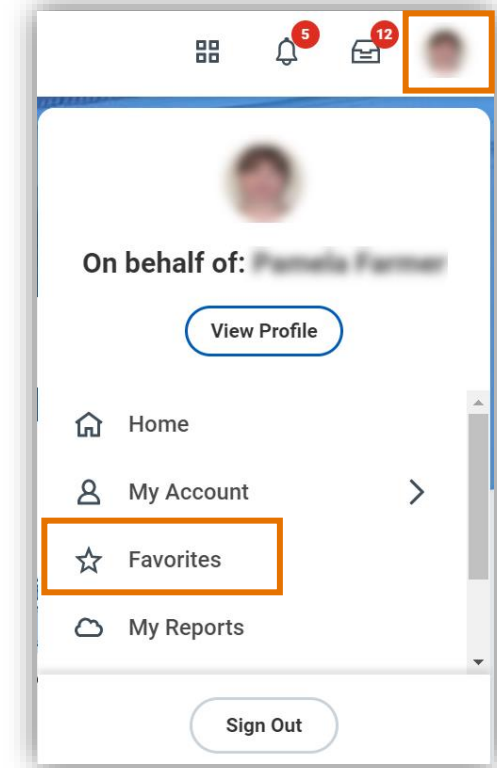 5
12
On behalf of:
View Profile
Home
My Account
Favorites
My Reports
Sign Out